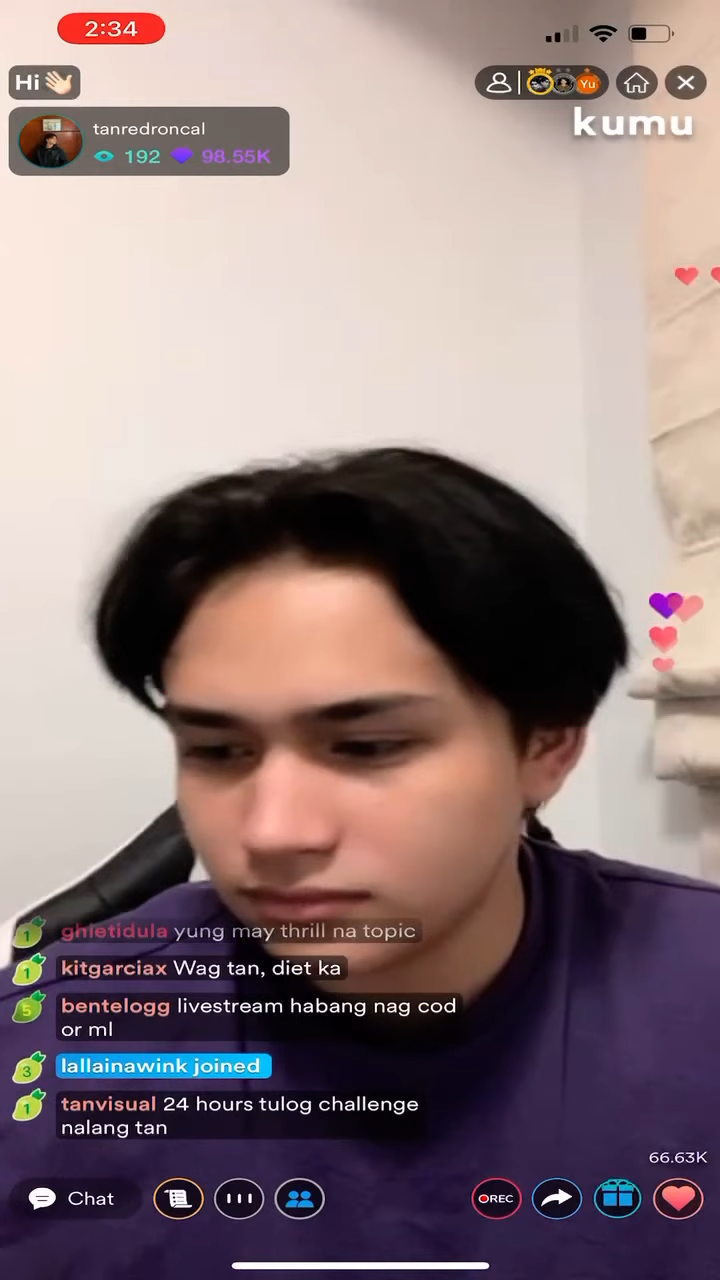 2:34
Hi
Yu
kumu
tanredroncal
192 98.55K
ghietidula yung may thrill na topic
1
kitgarciax Wag tan, diet ka
1
bentelogg livestream habang nag cod
or ml
5
lallainawink joined
3
tanvisual 24 hours tulog challenge
nalang tan
1
66.63K
Chat
REC